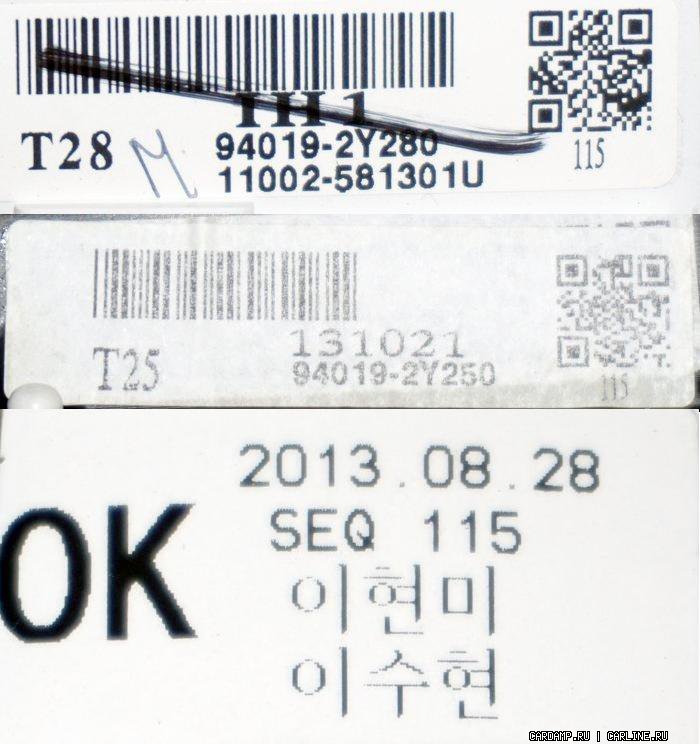 T28
94019-2Y280
11002-581301U
115
131021
T25
94019-2Y250
115
2013.08.28
OK
SEQ 115
이현미
이수현
CARDAMP.RU | CARLINE.RU